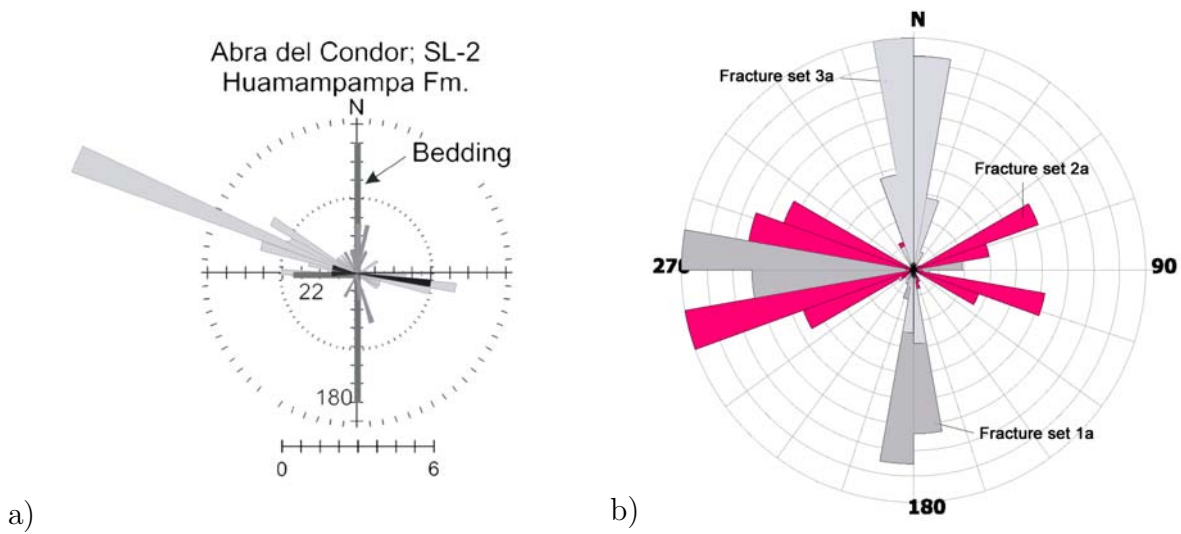 Abra del Condor; SL-2
Huamampampa Fm.
N
Bedding
22
180
0
6
a)
N
Fracture set 3a
Fracture set 2a
270
90
Fracture set 1a
180
b)